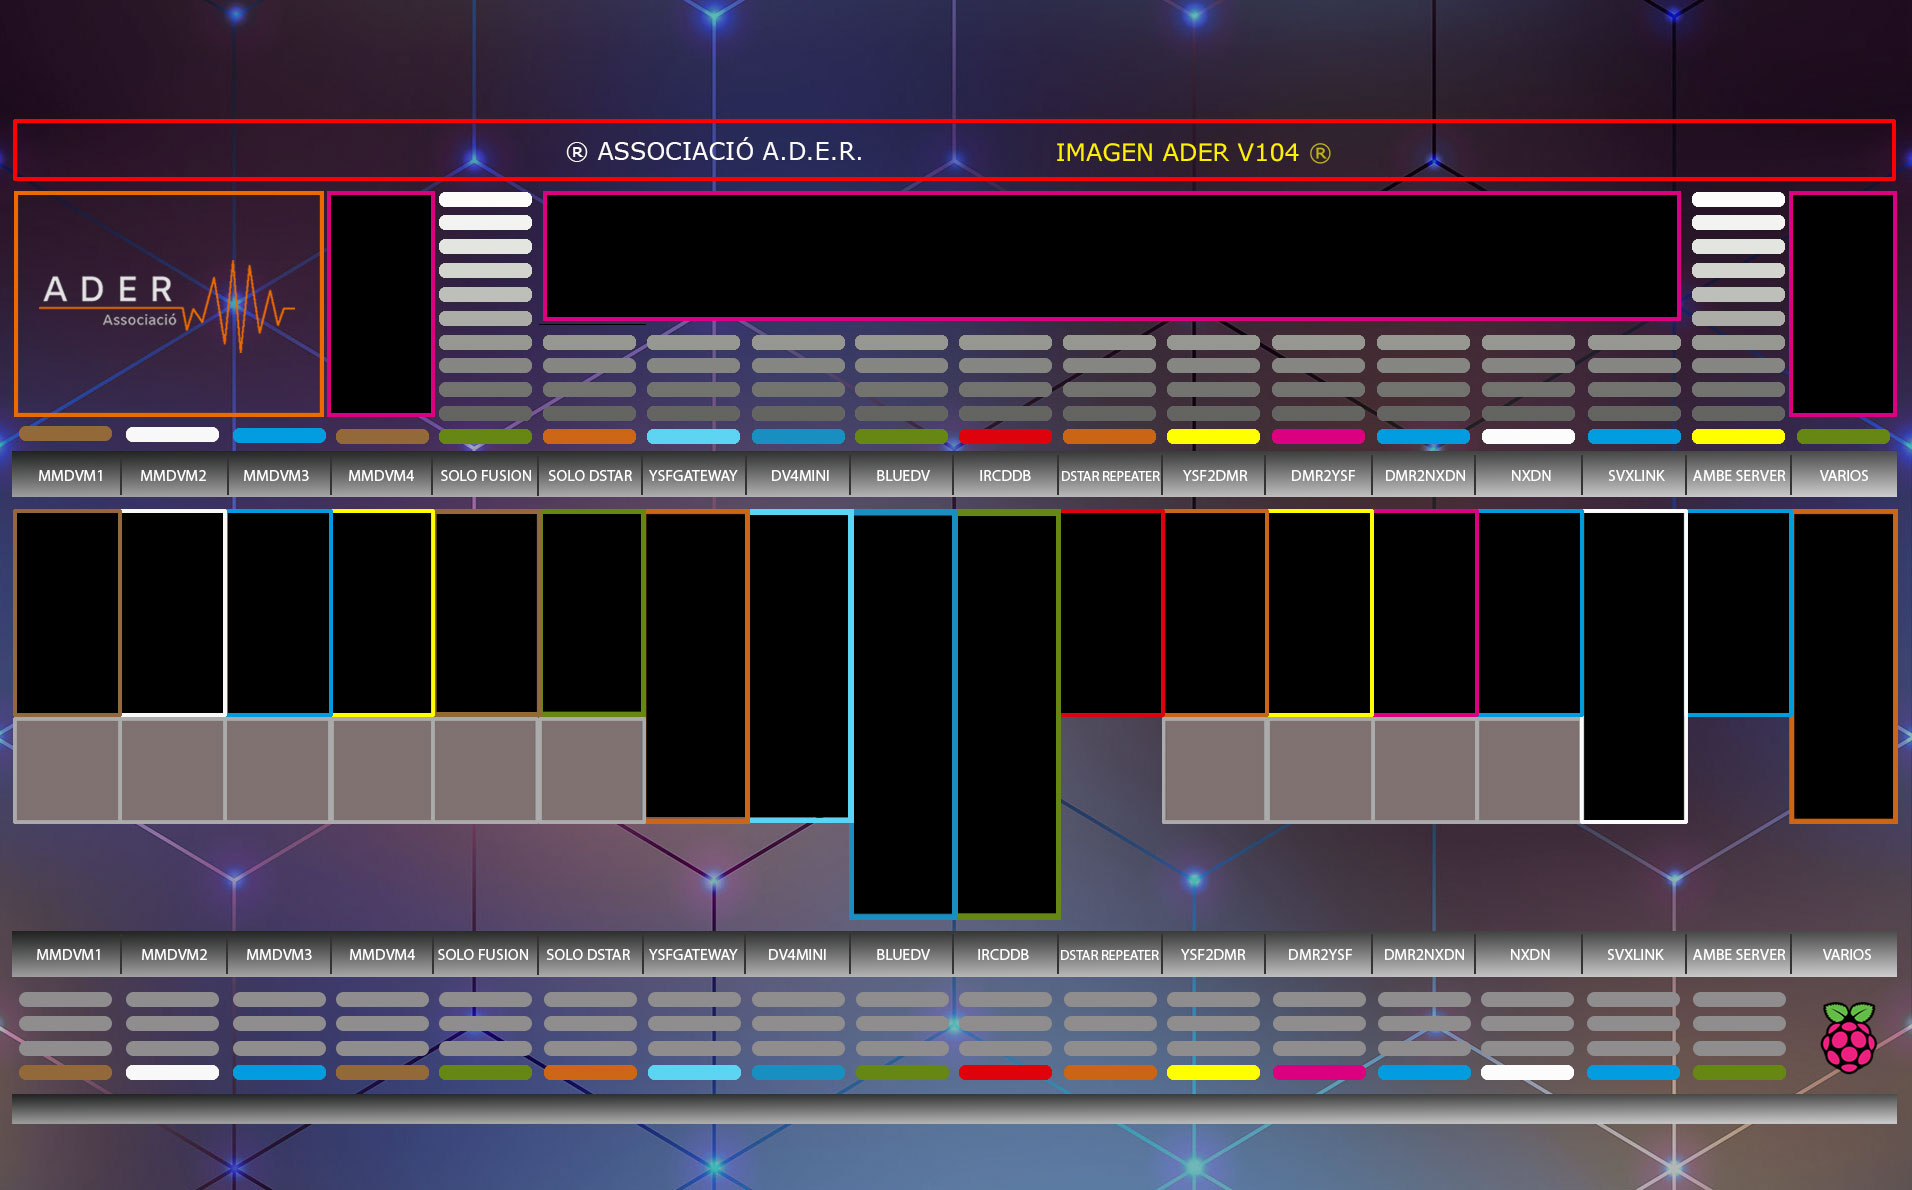 ® ASSOCIACIÓ A.D.E.R. IMAGEN ADER V104 ®
ADER
Associació
MMDVM1 MMDVM2 MMDVM3 MMDVM4 SOLO FUSION SOLO DSTAR YSFGATEWAY DV4MINI BLUEDV IRCDDB DSTAR REPEATER YSF2DMR DMR2YSF DMR2NXDN NXDN SVXLINK AMBE SERVER VARIOS
MMDVM1 MMDVM2 MMDVM3 MMDVM4 SOLO FUSION SOLO DSTAR YSFGATEWAY DV4MINI BLUEDV IRCDDB DSTAR REPEATER YSF2DMR DMR2YSF DMR2NXDN NXDN SVXLINK AMBE SERVER VARIOS